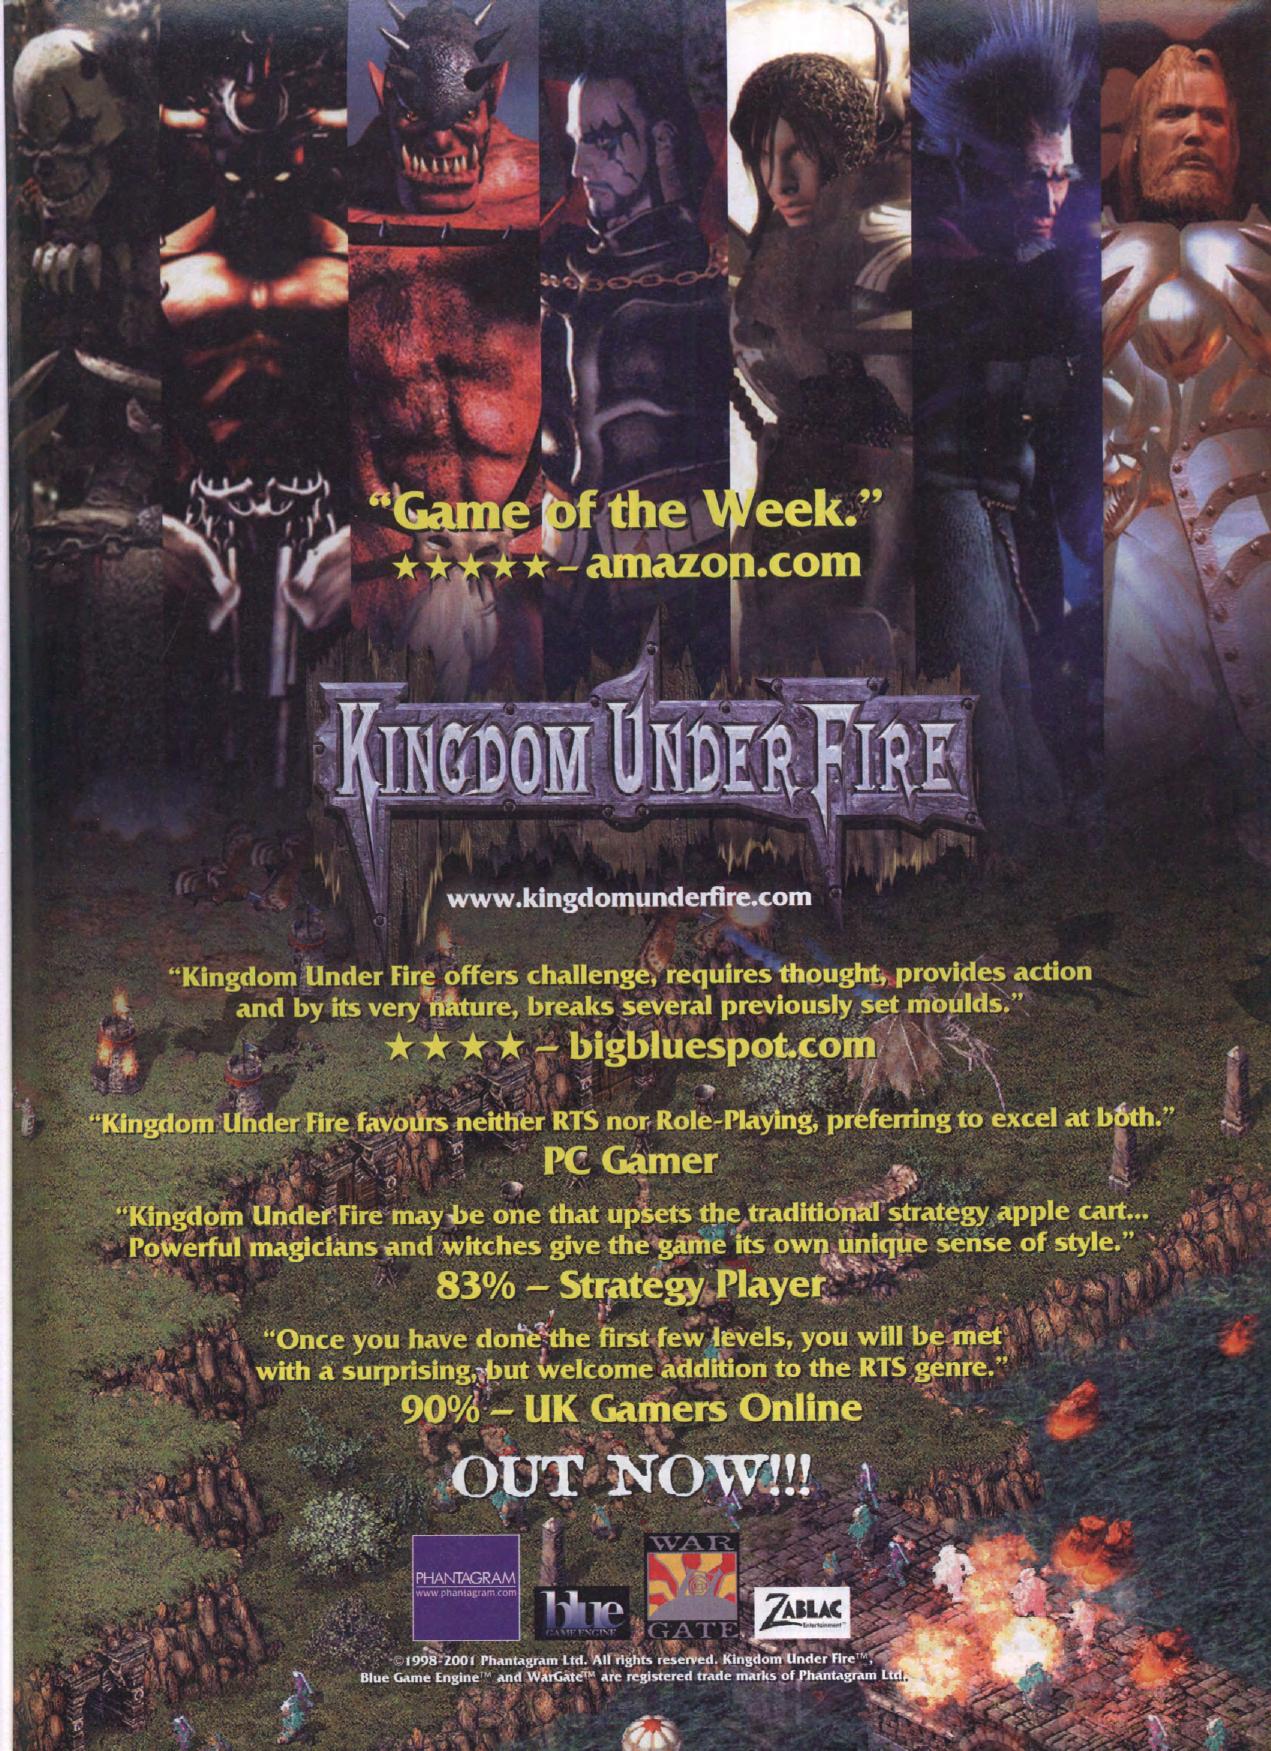 “Game of the Week.”
★★★★★ – amazon.com
KINGDOM UNDER FIRE
www.kingdomunderfire.com
“Kingdom Under Fire offers challenge, requires thought, provides action
and by its very nature, breaks several previously set moulds.”
★★★★ – bigbluespot.com
“Kingdom Under Fire favours neither RTS nor Role-Playing, preferring to excel at both.”
PC Gamer
“Kingdom Under Fire may be one that upsets the traditional strategy apple cart...
Powerful magicians and witches give the game its own unique sense of style.”
83% – Strategy Player
“Once you have done the first few levels, you will be met
with a surprising, but welcome addition to the RTS genre.”
90% – UK Gamers Online
OUT NOW!!!
PHANTAGRAM
www.phantagram.com
blue
GAME ENGINE
WAR
GATE
ZABLAC
Entertainment
©1998-2001 Phantagram Ltd. All rights reserved. Kingdom Under Fire™,
Blue Game Engine™ and WarGate™ are registered trade marks of Phantagram Ltd.